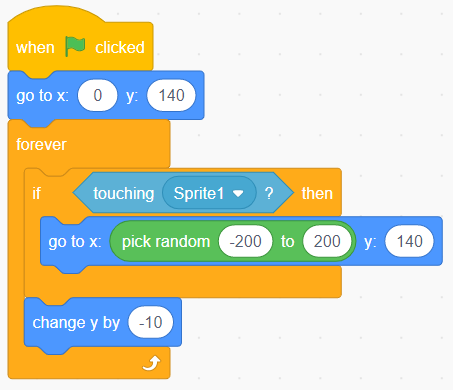 when clicked
go to x: 0 y: 140
forever
if touching Sprite1 ? then
go to x: pick random -200 to 200 y: 140
change y by -10